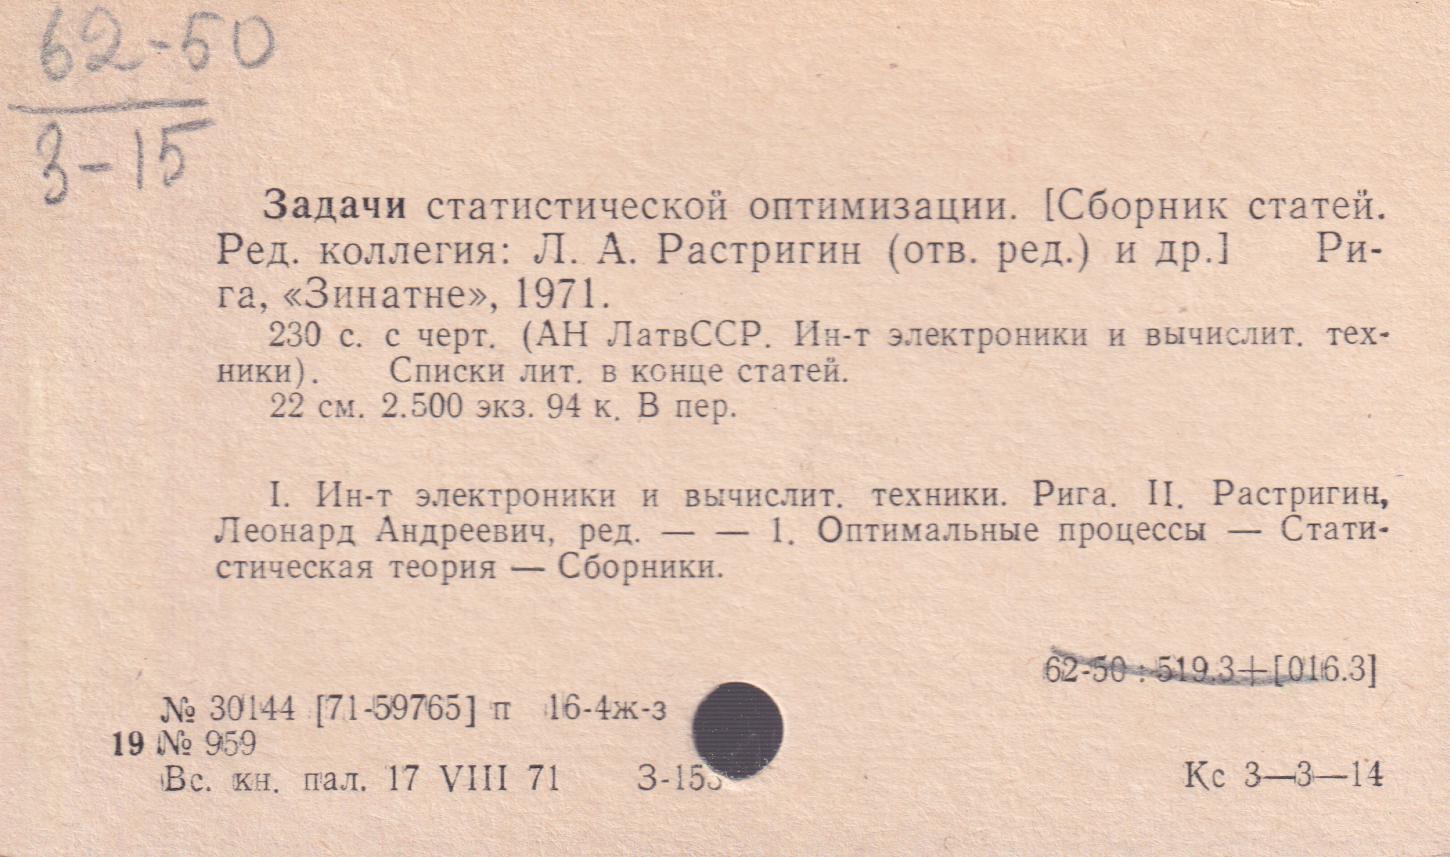 62-50
З-15
Задачи статистической оптимизации. [Сборник статей.
Ред. коллегия: Л. А. Растригин (отв. ред.) и др.] Ри-
га, «Зинатне», 1971.
230 с. с черт. (АН ЛатвССР. Ин-т электроники и вычислит. тех-
ники). Списки лит. в конце статей.
22 см. 2.500 экз. 94 к. В пер.
I. Ин-т электроники и вычислит. техники. Рига. II. Растригин,
Леонард Андреевич, ред. — — 1. Оптимальные процессы — Стати-
стическая теория — Сборники.
62-50 : 519.3+[016.3]
№ 30144 [71-59765] п 16-4ж-з
19 № 959
Вс. кн. пал. 17 VIII 71
Кс 3—3—14